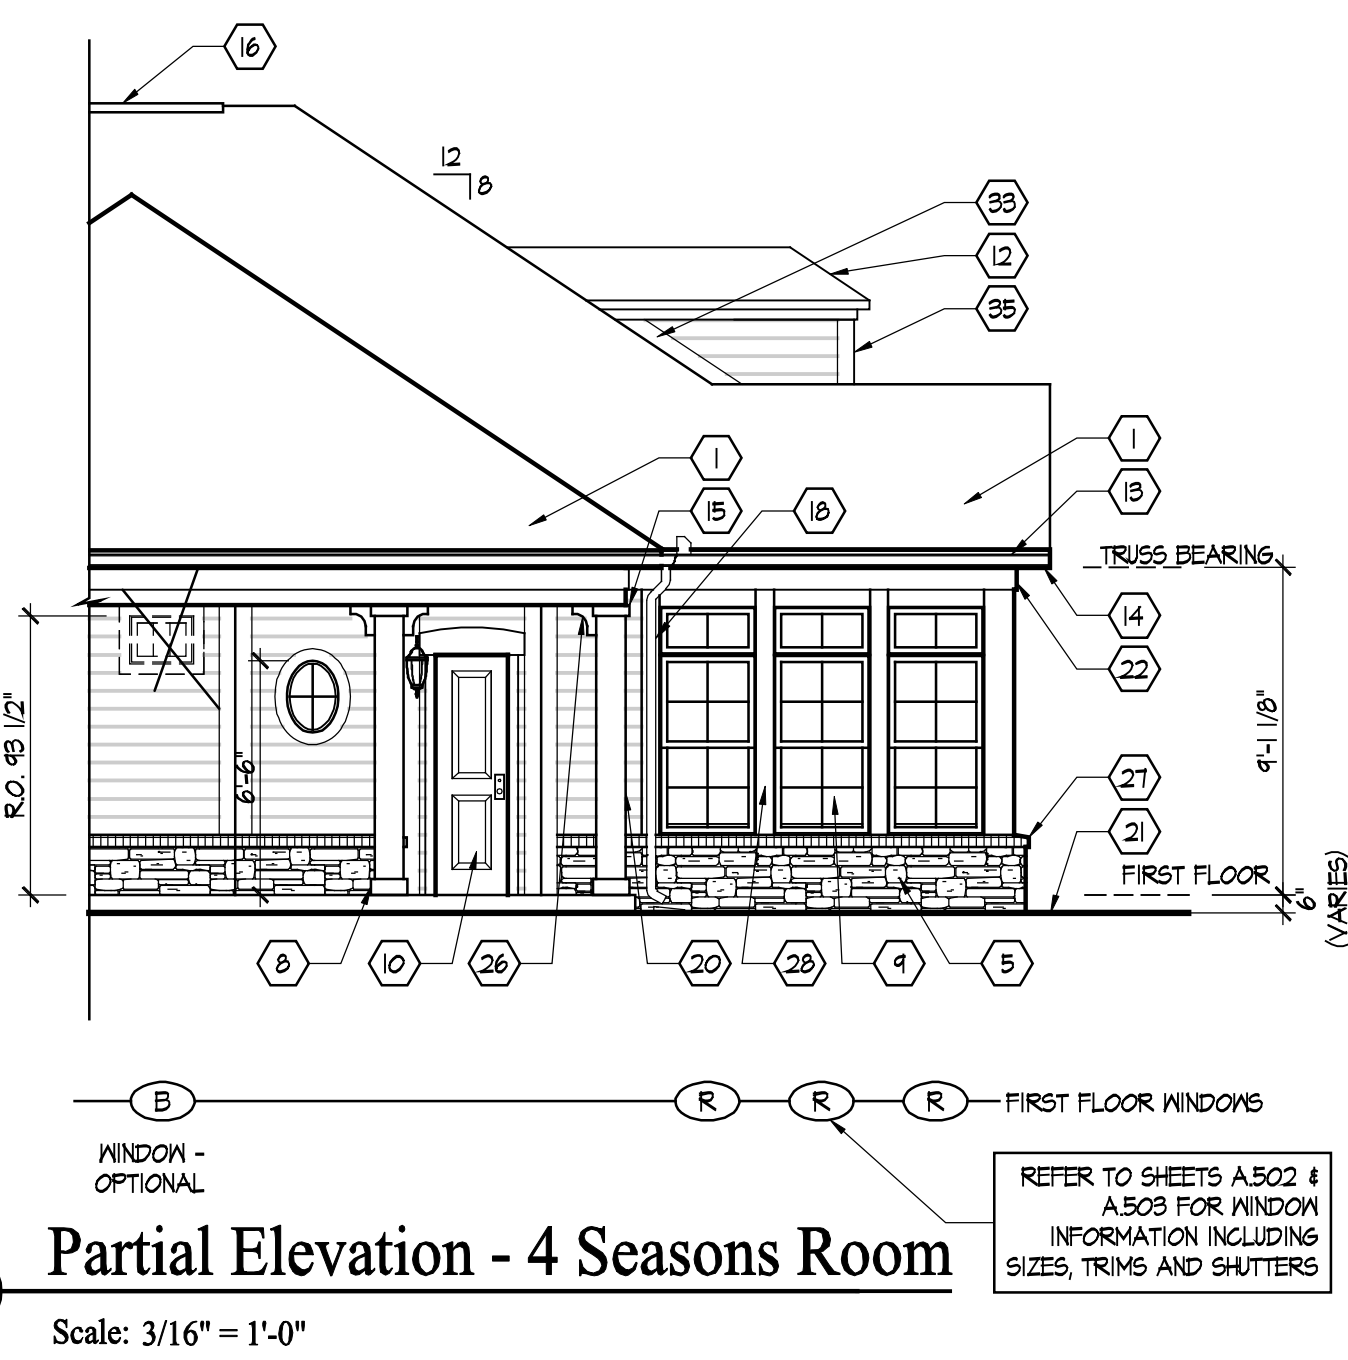 16
12
8
33
12
35
1
1
13
15
18
TRUSS BEARING
14
22
R.O. 93 1/2"
6'-6"
9'-1 1/8"
27
21
FIRST FLOOR
6"
(VARIES)
8
10
26
20
28
9
5
B
R
R
R
FIRST FLOOR WINDOWS
WINDOW -
OPTIONAL
REFER TO SHEETS A.502 &
A.503 FOR WINDOW
INFORMATION INCLUDING
SIZES, TRIMS AND SHUTTERS
Partial Elevation - 4 Seasons Room
Scale: 3/16" = 1'-0"